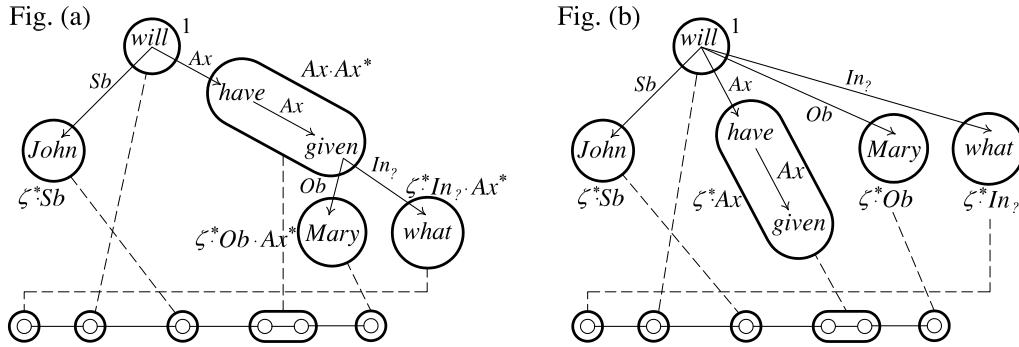 Fig. (a)
will 1
Ax
Sb
Ax·Ax*
have
Ax
John
given
ζ*Sb
Ob
In?
ζ*In?·Ax*
ζ*Ob·Ax*
Mary
what
Fig. (b)
will 1
Sb
Ax
In?
Ob
have
John
Mary
what
Ax
ζ*Sb
ζ*Ax
ζ*Ob
ζ*In?
given